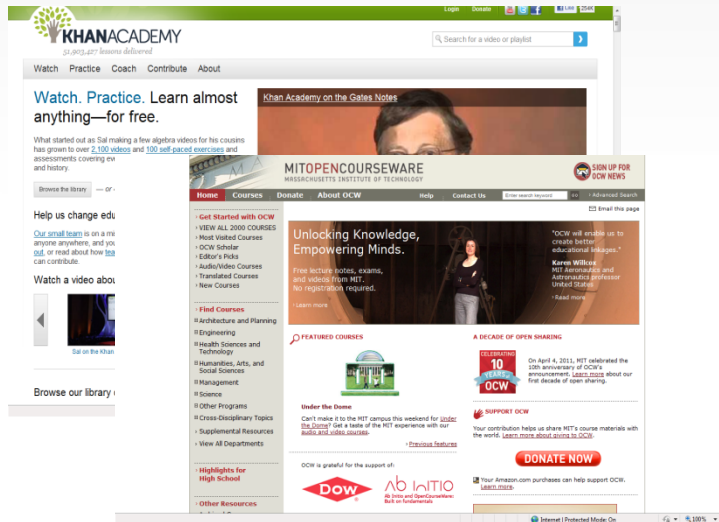 Login Donate Like 254K
KHANACADEMY
51,903,427 lessons delivered
Search for a video or playlist
Watch Practice Coach Contribute About
Watch. Practice. Learn almost
anything—for free.
Khan Academy on the Gates Notes
What started out as Sal making a few algebra videos for his cousins
has grown to over 2,100 videos and 100 self-paced exercises and
assessments covering
and history.
Browse the library — or
Help us change
Our small team is on a
anyone anywhere, and
out, or read about how
can contribute.
Watch a video
Sal on the Khan
Browse our library
MITOPENCOURSEWARE
MASSACHUSETTS INSTITUTE OF TECHNOLOGY
SIGN UP FOR
OCW NEWS
Home Courses Donate About OCW Help Contact Us Enter search keyword Advanced Search
Email this page
Get Started with OCW
VIEW ALL 2000 COURSES
Most Visited Courses
OCW Scholar
Editor's Picks
Audio/Video Courses
Translated Courses
New Courses
Find Courses
Architecture and Planning
Engineering
Health Sciences and
Technology
Humanities, Arts, and
Social Sciences
Management
Science
Other Programs
Cross-Disciplinary Topics
Supplemental Resources
View All Departments
Highlights for
High School
Other Resources
Unlocking Knowledge,
Empowering Minds.
Free lecture notes, exams,
and videos from MIT.
No registration required.
Learn more
"OCW will enable us to
create better
educational linkages."
Karen Willcox
MIT Aeronautics and
Astronautics professor
United States
Read more
FEATURED COURSES
Under the Dome
Can't make it to the MIT campus this weekend for Under
the Dome? Get a taste of the MIT experience with our
audio and video courses.
Previous features
OCW is grateful for the support of:
DOW
Ab Initio
Ab Initio and OpenCourseWare:
Built on fundamentals
A DECADE OF OPEN SHARING
CELEBRATING
10
YEARS of
OCW
On April 4, 2011, MIT celebrated the
10th anniversary of OCW's
announcement. Learn more about our
first decade of open sharing.
SUPPORT OCW
Your contribution helps us share MIT's course materials with
the world. Learn more about giving to OCW.
DONATE NOW
Your Amazon.com purchases can help support OCW.
Learn more.
Internet | Protected Mode: On 100%